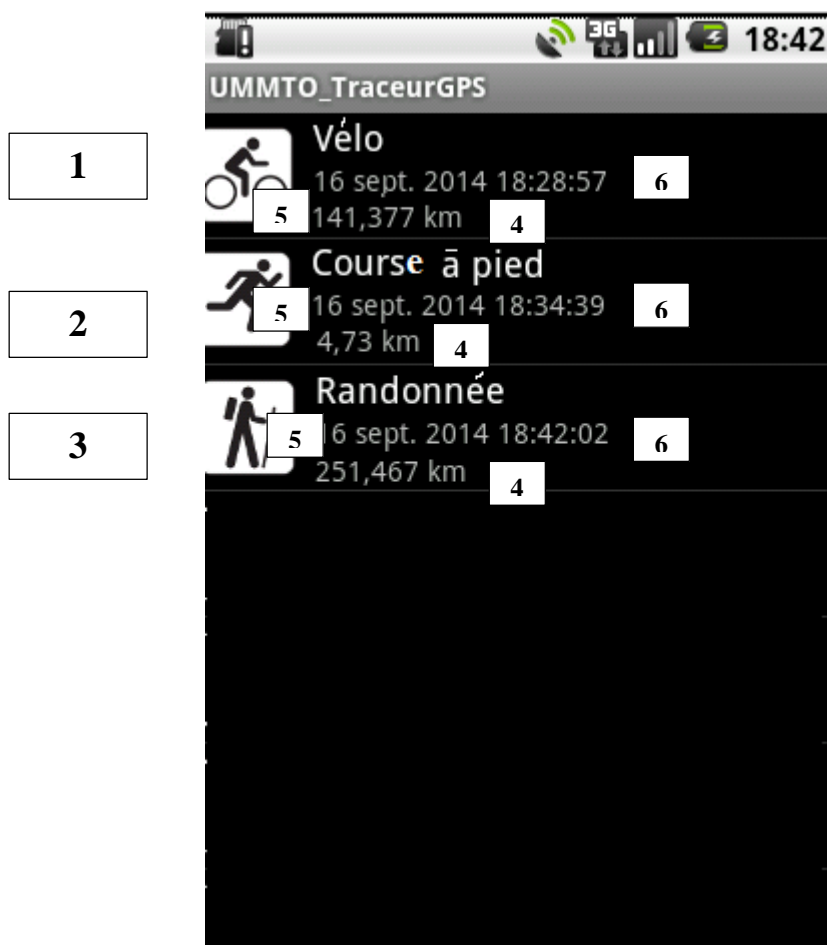 3G 18:42
UMMTO_TraceurGPS
1
Vélo
16 sept. 2014 18:28:57 6
5 141,377 km 4
Course ā pied
2 5 16 sept. 2014 18:34:39 6
4,73 km 4
Randonnée
3 5 16 sept. 2014 18:42:02 6
251,467 km 4